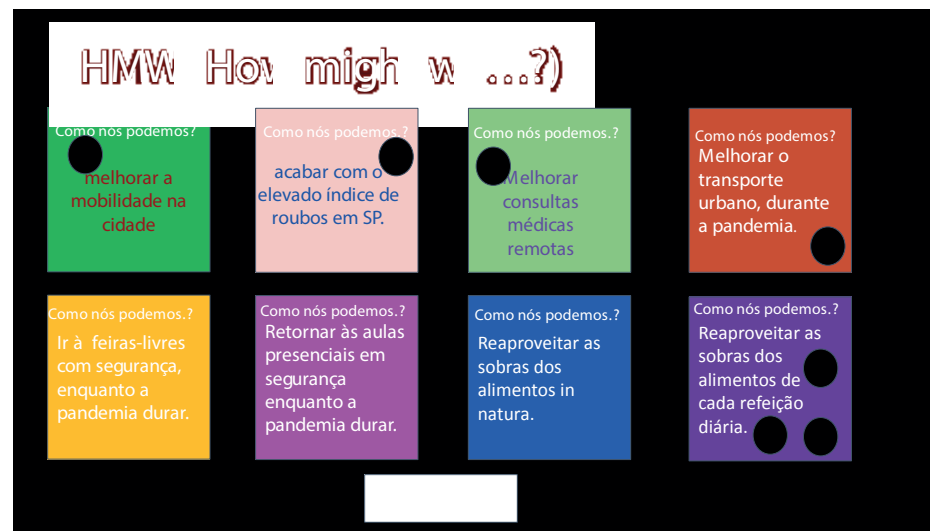 HMW How migh w ...?)
Como nós podemos?
melhorar a
mobilidade na
cidade
Como nós podemos.?
acabar com o
elevado índice de
roubos em SP.
Como nós podemos.?
Melhorar
consultas
médicas
remotas
Como nós podemos?
Melhorar o
transporte
urbano, durante
a pandemia.
Como nós podemos.?
Ir à feiras-livres
com segurança,
enquanto a
pandemia durar.
Como nós podemos.?
Retornar às aulas
presenciais em
segurança
enquanto a
pandemia durar.
Como nós podemos.?
Reaproveitar as
sobras dos
alimentos in
natura.
Como nós podemos.?
Reaproveitar as
sobras dos
alimentos de
cada refeição
diária.